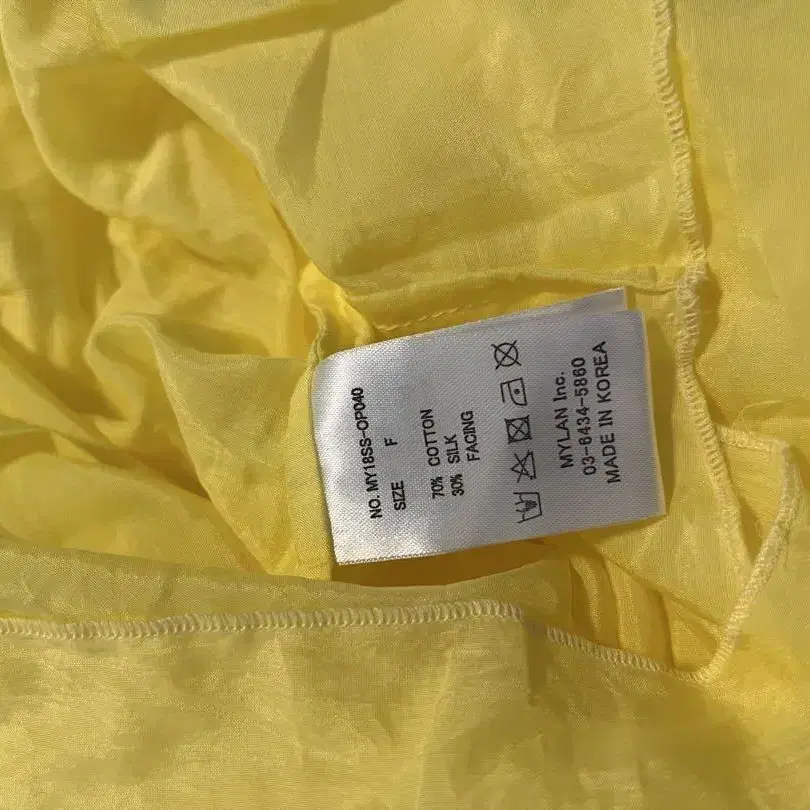 NO. MY18SS-OP040
SIZE F
70% COTTON
30% SILK
FACING
MYLAN Inc.
03-6434-5860
MADE IN KOREA